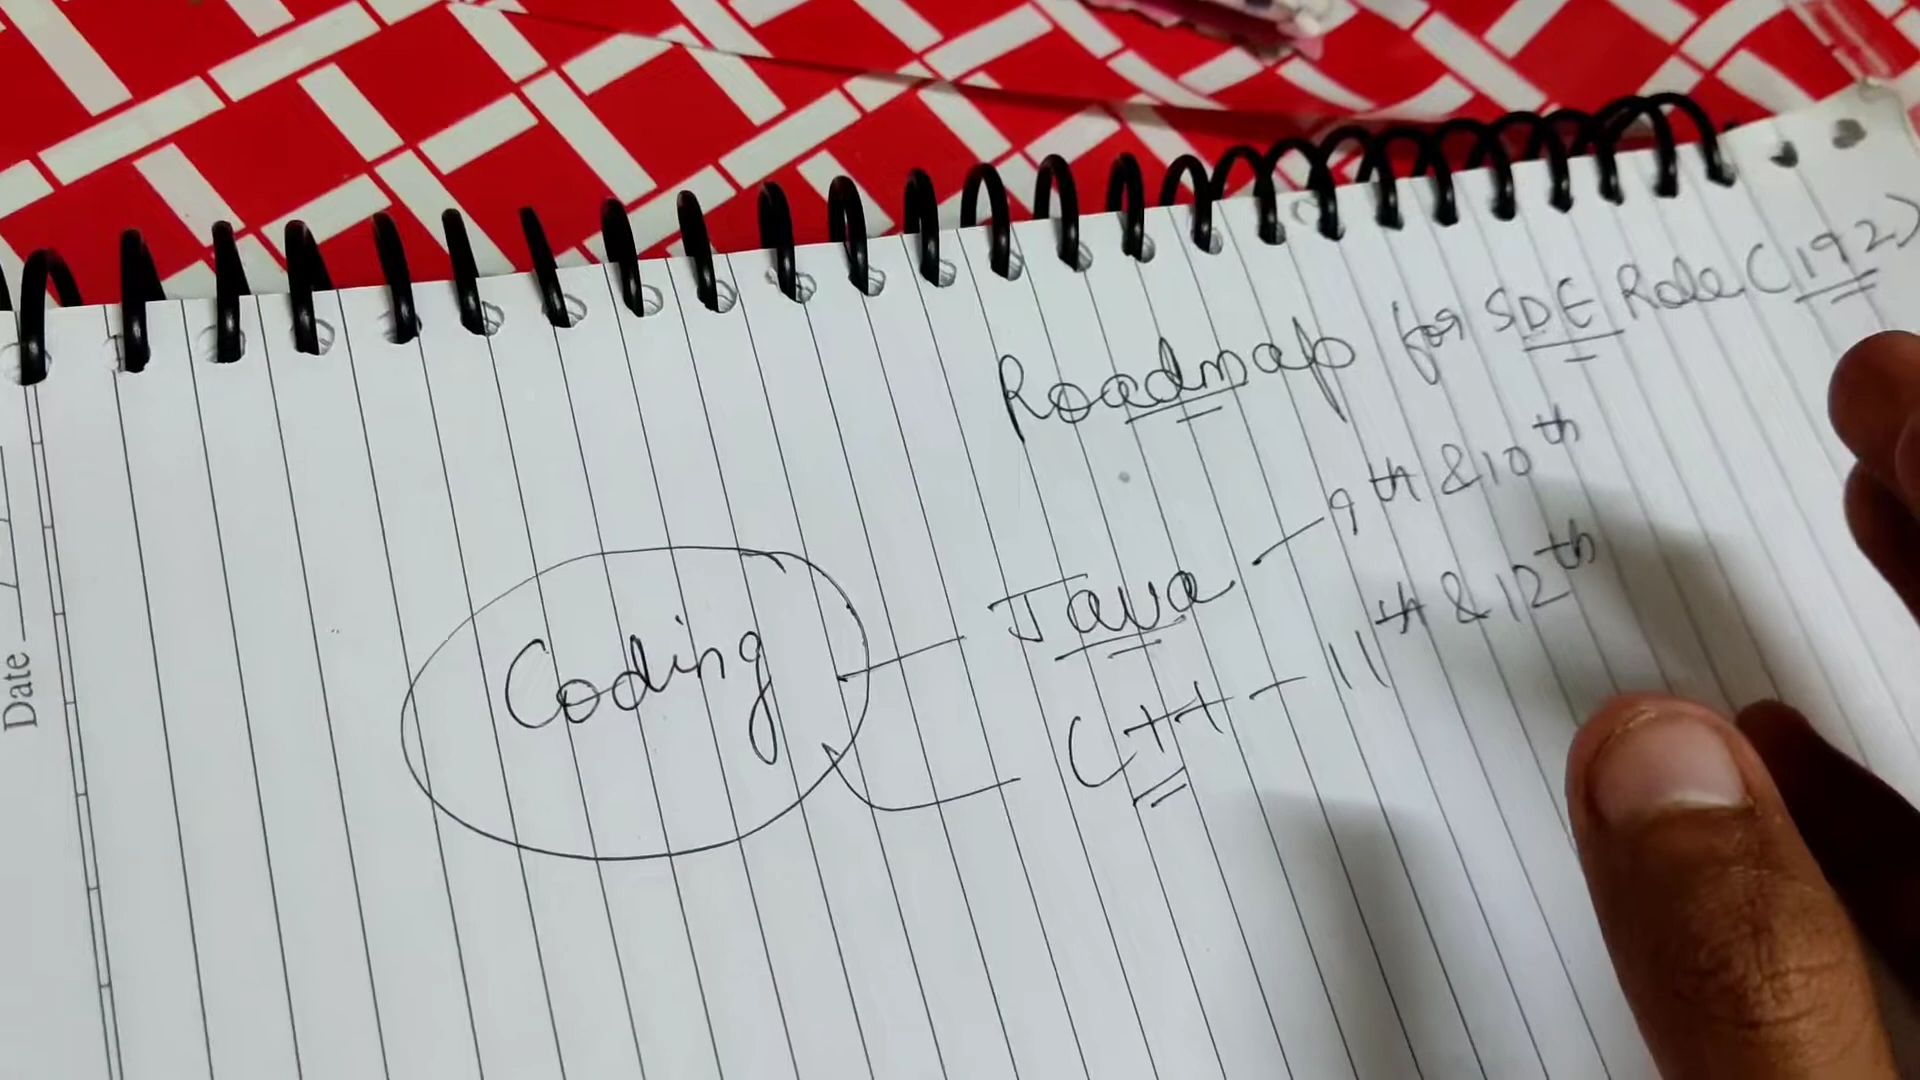 Roadmap for SDE Role (192)
Java - 9th & 10th
Coding
C++ - 11th & 12th
Date